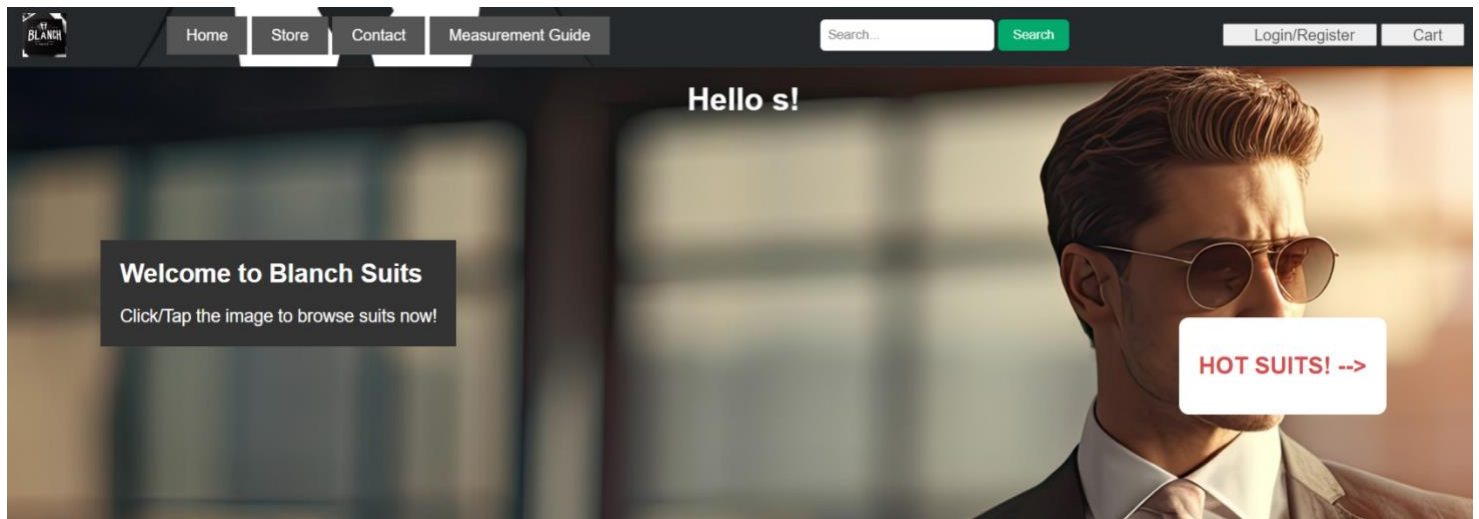 BLANCH
Home Store Contact Measurement Guide Search... Search Login/Register Cart
Hello s!
Welcome to Blanch Suits
Click/Tap the image to browse suits now!
HOT SUITS! -->